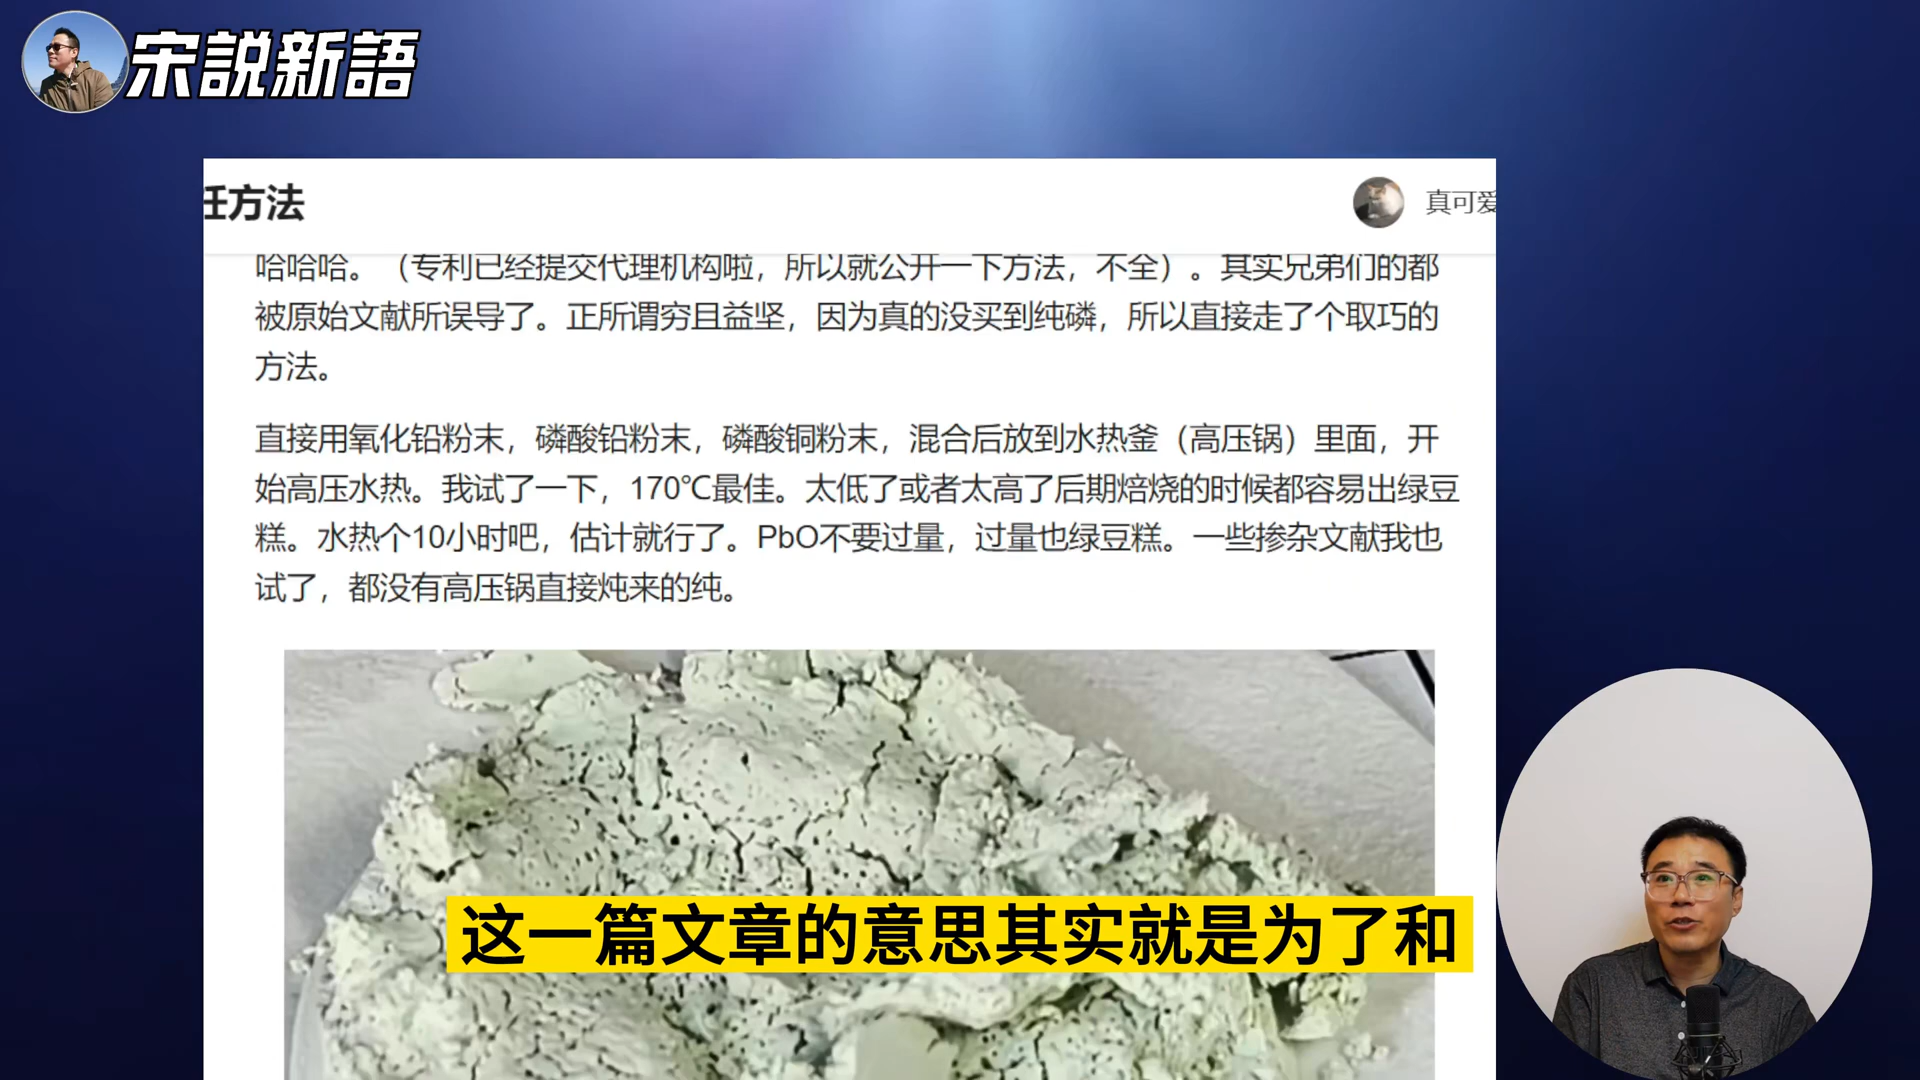 宋説新語
任方法
真可爱
哈哈哈。（专利已经提交代理机构啦，所以就公开一下方法，不全）。其实兄弟们的都
被原始文献所误导了。正所谓穷且益坚，因为真的没买到纯磷，所以直接走了个取巧的
方法。
直接用氧化铅粉末，磷酸铅粉末，磷酸铜粉末，混合后放到水热釜（高压锅）里面，开
始高压水热。我试了一下，170℃最佳。太低了或者太高了后期焙烧的时候都容易出绿豆
糕。水热个10小时吧，估计就行了。PbO不要过量，过量也绿豆糕。一些掺杂文献我也
试了，都没有高压锅直接炖来的纯。
这一篇文章的意思其实就是为了和